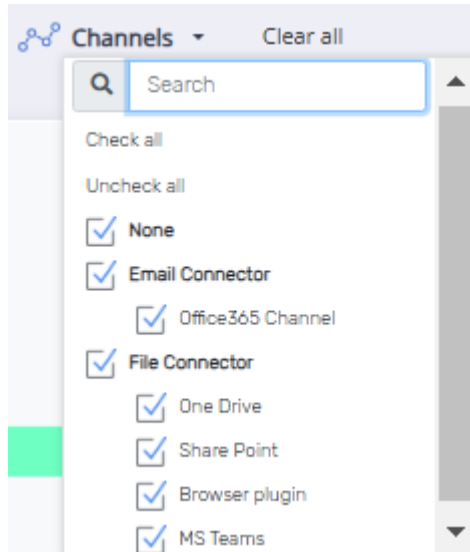 Channels Clear all
Search
Check all
Uncheck all
None
Email Connector
Office365 Channel
File Connector
One Drive
Share Point
Browser plugin
MS Teams